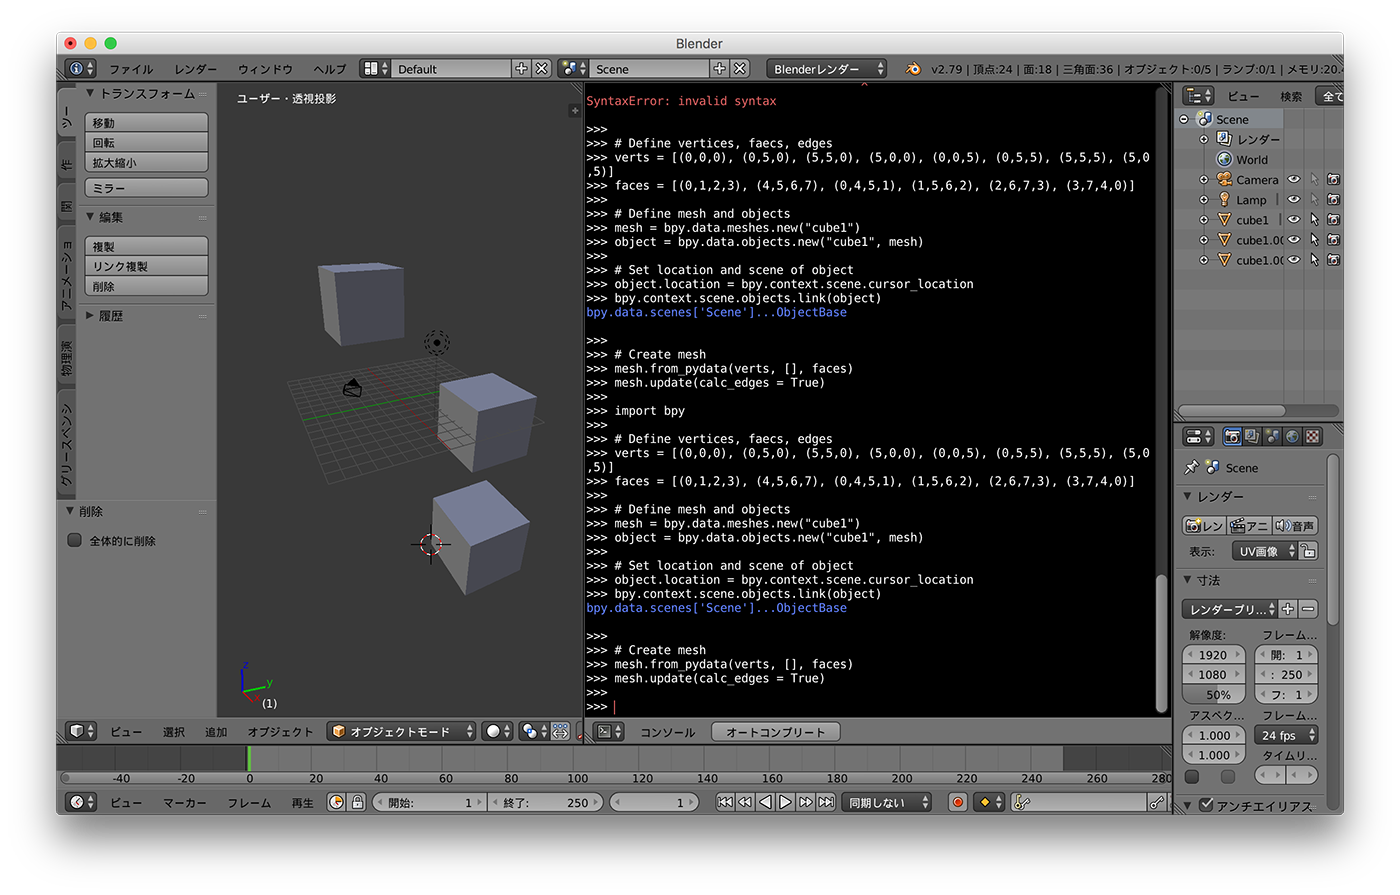 Blender
ファイル レンダー ウィンドウ ヘルプ Default Scene Blenderレンダー v2.79 | 頂点:24 | 面:18 | 三角面:36 | オブジェクト:0/5 | ランプ:0/1 | メモリ:20.
トランスフォーム
移動
回転
拡大縮小
ミラー
編集
複製
リンク複製
削除
履歴
ツー
作
関
アニメーショ
物理演
グリースペンシ
削除
全体的に削除
ユーザー・透視投影
(1)
z
y
SyntaxError: invalid syntax
>>>
>>> # Define vertices, faecs, edges
>>> verts = [(0,0,0), (0,5,0), (5,5,0), (5,0,0), (0,0,5), (0,5,5), (5,5,5), (5,0
,5)]
>>> faces = [(0,1,2,3), (4,5,6,7), (0,4,5,1), (1,5,6,2), (2,6,7,3), (3,7,4,0)]
>>>
>>> # Define mesh and objects
>>> mesh = bpy.data.meshes.new("cube1")
>>> object = bpy.data.objects.new("cube1", mesh)
>>>
>>> # Set location and scene of object
>>> object.location = bpy.context.scene.cursor_location
>>> bpy.context.scene.objects.link(object)
bpy.data.scenes['Scene']...ObjectBase
>>>
>>> # Create mesh
>>> mesh.from_pydata(verts, [], faces)
>>> mesh.update(calc_edges = True)
>>>
>>> import bpy
>>>
>>> # Define vertices, faecs, edges
>>> verts = [(0,0,0), (0,5,0), (5,5,0), (5,0,0), (0,0,5), (0,5,5), (5,5,5), (5,0
,5)]
>>> faces = [(0,1,2,3), (4,5,6,7), (0,4,5,1), (1,5,6,2), (2,6,7,3), (3,7,4,0)]
>>>
>>> # Define mesh and objects
>>> mesh = bpy.data.meshes.new("cube1")
>>> object = bpy.data.objects.new("cube1", mesh)
>>>
>>> # Set location and scene of object
>>> object.location = bpy.context.scene.cursor_location
>>> bpy.context.scene.objects.link(object)
bpy.data.scenes['Scene']...ObjectBase
>>>
>>> # Create mesh
>>> mesh.from_pydata(verts, [], faces)
>>> mesh.update(calc_edges = True)
>>>
>>>
ビュー 検索 全て
Scene
レンダー
World
Camera
Lamp
cube1
cube1.00
cube1.00
Scene
レンダー
レン アニ 音声
表示: UV画像
寸法
レンダープリ...
解像度: フレーム...
1920 開: 1
1080 : 250
50% フ: 1
アスペク... フレーム...
1.000 24 fps
1.000 タイムリ...
アンチエイリアス
ビュー 選択 追加 オブジェクト オブジェクトモード
コンソール オートコンプリート
-40 -20 0 20 40 60 80 100 120 140 160 180 200 220 240 260 280
ビュー マーカー フレーム 再生 開始: 1 終了: 250 1 同期しない